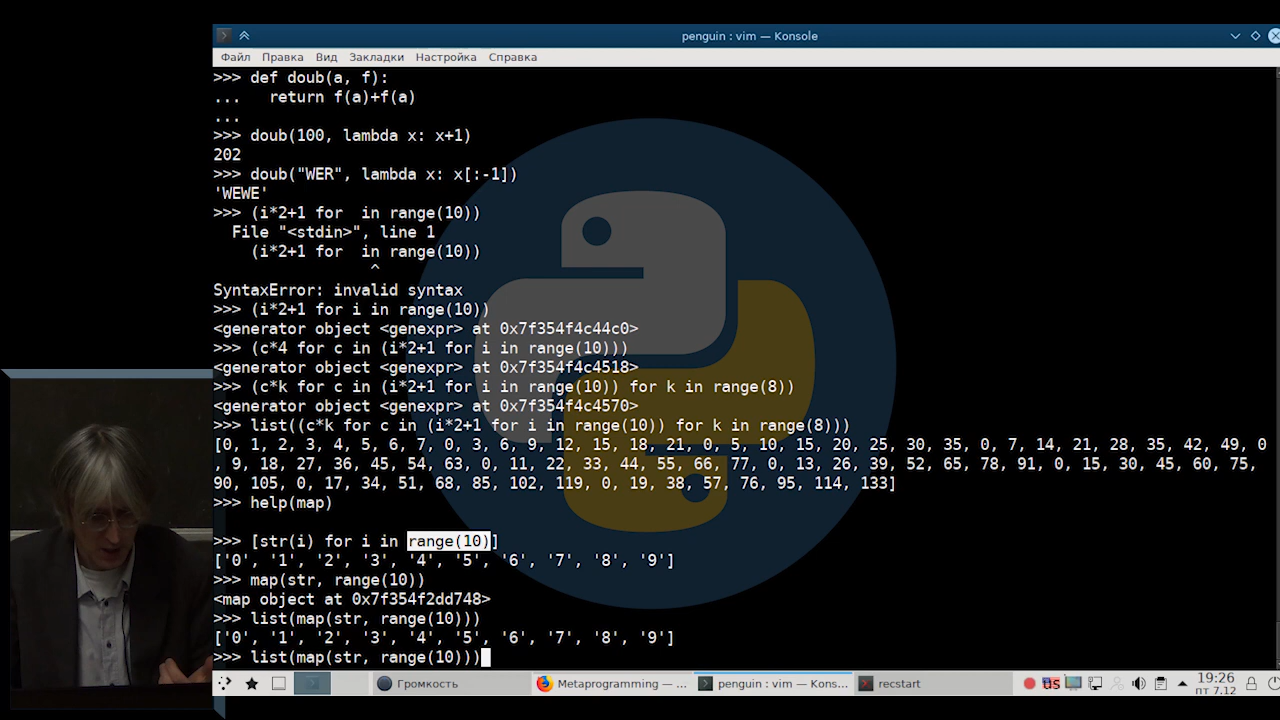 penguin : vim — Konsole
Файл Правка Вид Закладки Настройка Справка
>>> def doub(a, f):
...   return f(a)+f(a)
...
>>> doub(100, lambda x: x+1)
202
>>> doub("WER", lambda x: x[:-1])
'WEWE'
>>> (i*2+1 for  in range(10))
  File "<stdin>", line 1
    (i*2+1 for  in range(10))
                 ^
SyntaxError: invalid syntax
>>> (i*2+1 for i in range(10))
<generator object <genexpr> at 0x7f354f4c44c0>
>>> (c*4 for c in (i*2+1 for i in range(10)))
<generator object <genexpr> at 0x7f354f4c4518>
>>> (c*k for c in (i*2+1 for i in range(10)) for k in range(8))
<generator object <genexpr> at 0x7f354f4c4570>
>>> list((c*k for c in (i*2+1 for i in range(10)) for k in range(8)))
[0, 1, 2, 3, 4, 5, 6, 7, 0, 3, 6, 9, 12, 15, 18, 21, 0, 5, 10, 15, 20, 25, 30, 35, 0, 7, 14, 21, 28, 35, 42, 49, 0
, 9, 18, 27, 36, 45, 54, 63, 0, 11, 22, 33, 44, 55, 66, 77, 0, 13, 26, 39, 52, 65, 78, 91, 0, 15, 30, 45, 60, 75,
90, 105, 0, 17, 34, 51, 68, 85, 102, 119, 0, 19, 38, 57, 76, 95, 114, 133]
>>> help(map)
>>> [str(i) for i in range(10)]
['0', '1', '2', '3', '4', '5', '6', '7', '8', '9']
>>> map(str, range(10))
<map object at 0x7f354f2dd748>
>>> list(map(str, range(10)))
['0', '1', '2', '3', '4', '5', '6', '7', '8', '9']
>>> list(map(str, range(10)))
Громкость Metaprogramming — ... penguin : vim — Kons... recstart us 19:26
пт 7.12